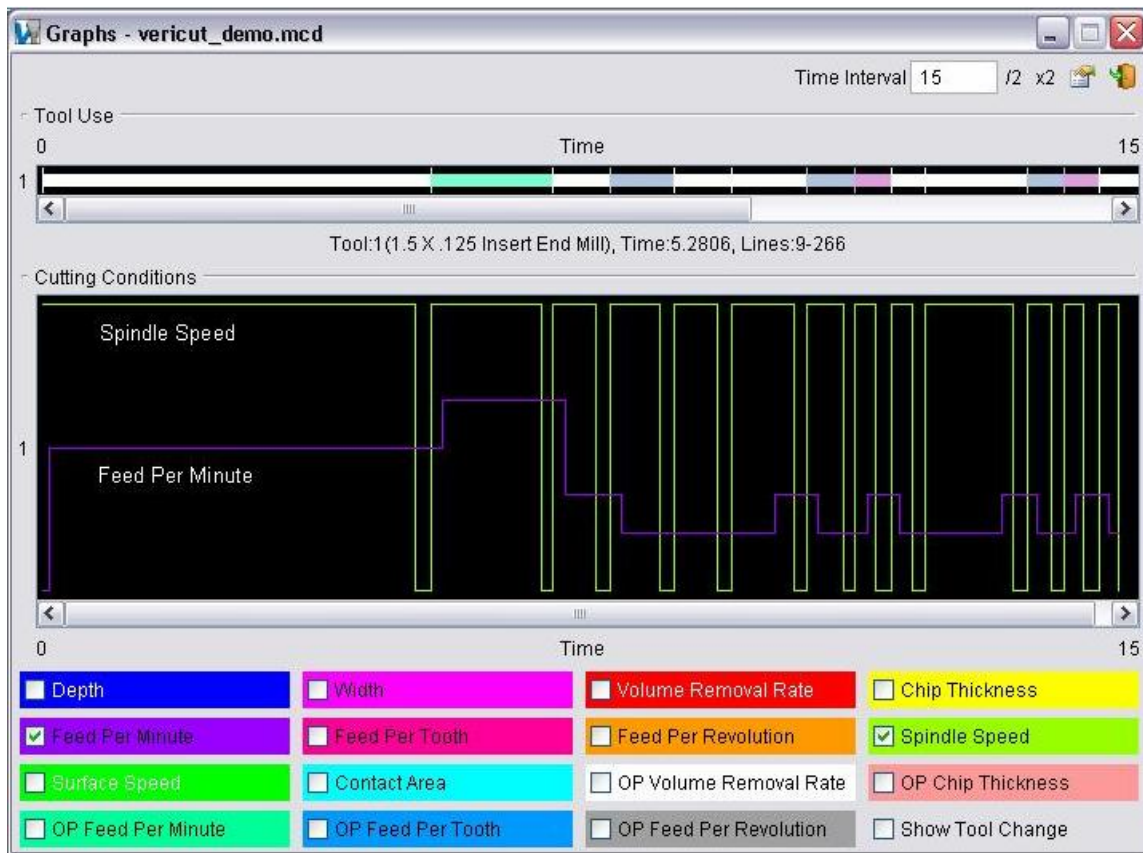 Graphs - vericut_demo.mcd
Time Interval 15 /2 x2
Tool Use
0 Time 15
1
Tool:1(1.5 X .125 Insert End Mill), Time:5.2806, Lines:9-266
Cutting Conditions
Spindle Speed
1
Feed Per Minute
0 Time 15
Depth Width Volume Removal Rate Chip Thickness
Feed Per Minute Feed Per Tooth Feed Per Revolution Spindle Speed
Surface Speed Contact Area OP Volume Removal Rate OP Chip Thickness
OP Feed Per Minute OP Feed Per Tooth OP Feed Per Revolution Show Tool Change